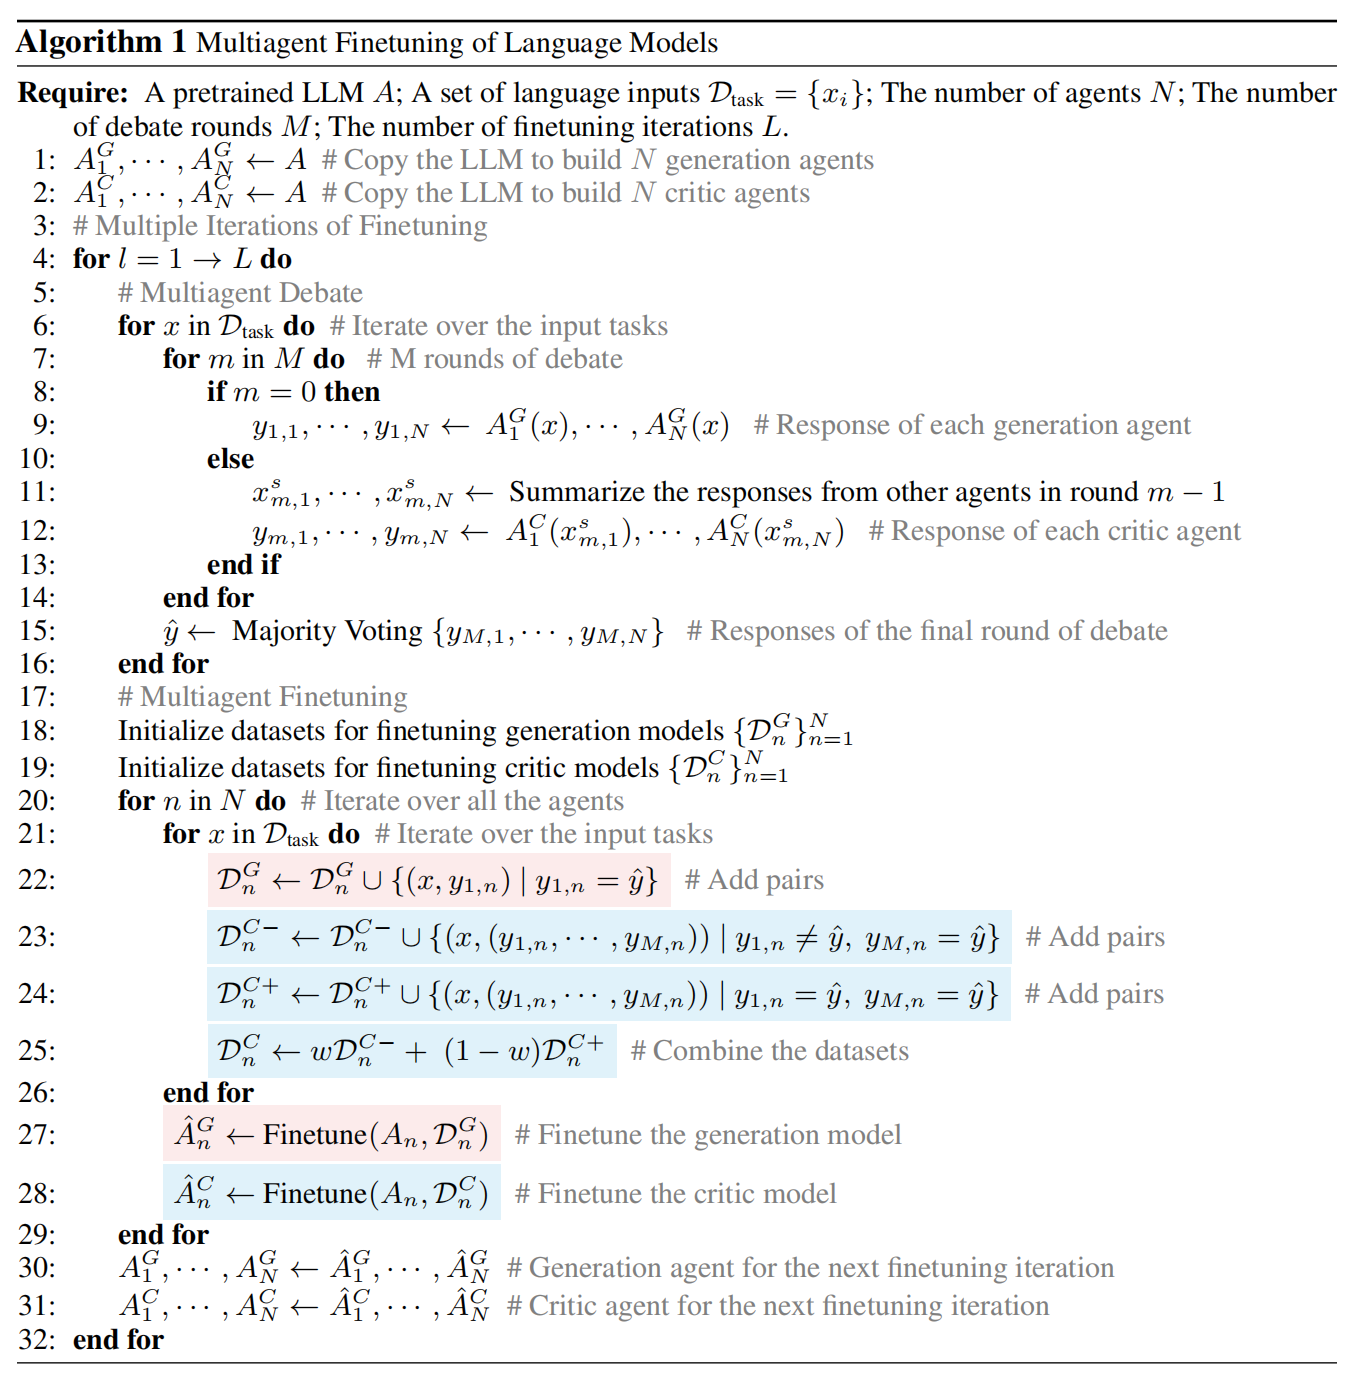 Algorithm 1 Multiagent Finetuning of Language Models
Require: A pretrained LLM $A$; A set of language inputs $\mathcal{D}_{\text{task}} = \{x_i\}$; The number of agents $N$; The number
of debate rounds $M$; The number of finetuning iterations $L$.
1: $A_1^G, \cdots, A_N^G \leftarrow A$ # Copy the LLM to build $N$ generation agents
2: $A_1^C, \cdots, A_N^C \leftarrow A$ # Copy the LLM to build $N$ critic agents
3: # Multiple Iterations of Finetuning
4: for $l = 1 \rightarrow L$ do
5: # Multiagent Debate
6: for $x$ in $\mathcal{D}_{\text{task}}$ do # Iterate over the input tasks
7: for $m$ in $M$ do # M rounds of debate
8: if $m = 0$ then
9: $y_{1,1}, \cdots, y_{1,N} \leftarrow A_1^G(x), \cdots, A_N^G(x)$ # Response of each generation agent
10: else
11: $x_{m,1}^s, \cdots, x_{m,N}^s \leftarrow$ Summarize the responses from other agents in round $m - 1$
12: $y_{m,1}, \cdots, y_{m,N} \leftarrow A_1^C(x_{m,1}^s), \cdots, A_N^C(x_{m,N}^s)$ # Response of each critic agent
13: end if
14: end for
15: $\hat{y} \leftarrow$ Majority Voting $\{y_{M,1}, \cdots, y_{M,N}\}$ # Responses of the final round of debate
16: end for
17: # Multiagent Finetuning
18: Initialize datasets for finetuning generation models $\{\mathcal{D}_n^G\}_{n=1}^N$
19: Initialize datasets for finetuning critic models $\{\mathcal{D}_n^C\}_{n=1}^N$
20: for $n$ in $N$ do # Iterate over all the agents
21: for $x$ in $\mathcal{D}_{\text{task}}$ do # Iterate over the input tasks
22: $\mathcal{D}_n^G \leftarrow \mathcal{D}_n^G \cup \{(x, y_{1,n}) \mid y_{1,n} = \hat{y}\}$ # Add pairs
23: $\mathcal{D}_n^{C-} \leftarrow \mathcal{D}_n^{C-} \cup \{(x, (y_{1,n}, \cdots, y_{M,n})) \mid y_{1,n} \neq \hat{y}, y_{M,n} = \hat{y}\}$ # Add pairs
24: $\mathcal{D}_n^{C+} \leftarrow \mathcal{D}_n^{C+} \cup \{(x, (y_{1,n}, \cdots, y_{M,n})) \mid y_{1,n} = \hat{y}, y_{M,n} = \hat{y}\}$ # Add pairs
25: $\mathcal{D}_n^C \leftarrow w\mathcal{D}_n^{C-} + (1 - w)\mathcal{D}_n^{C+}$ # Combine the datasets
26: end for
27: $\hat{A}_n^G \leftarrow \text{Finetune}(A_n, \mathcal{D}_n^G)$ # Finetune the generation model
28: $\hat{A}_n^C \leftarrow \text{Finetune}(A_n, \mathcal{D}_n^C)$ # Finetune the critic model
29: end for
30: $A_1^G, \cdots, A_N^G \leftarrow \hat{A}_1^G, \cdots, \hat{A}_N^G$ # Generation agent for the next finetuning iteration
31: $A_1^C, \cdots, A_N^C \leftarrow \hat{A}_1^C, \cdots, \hat{A}_N^C$ # Critic agent for the next finetuning iteration
32: end for